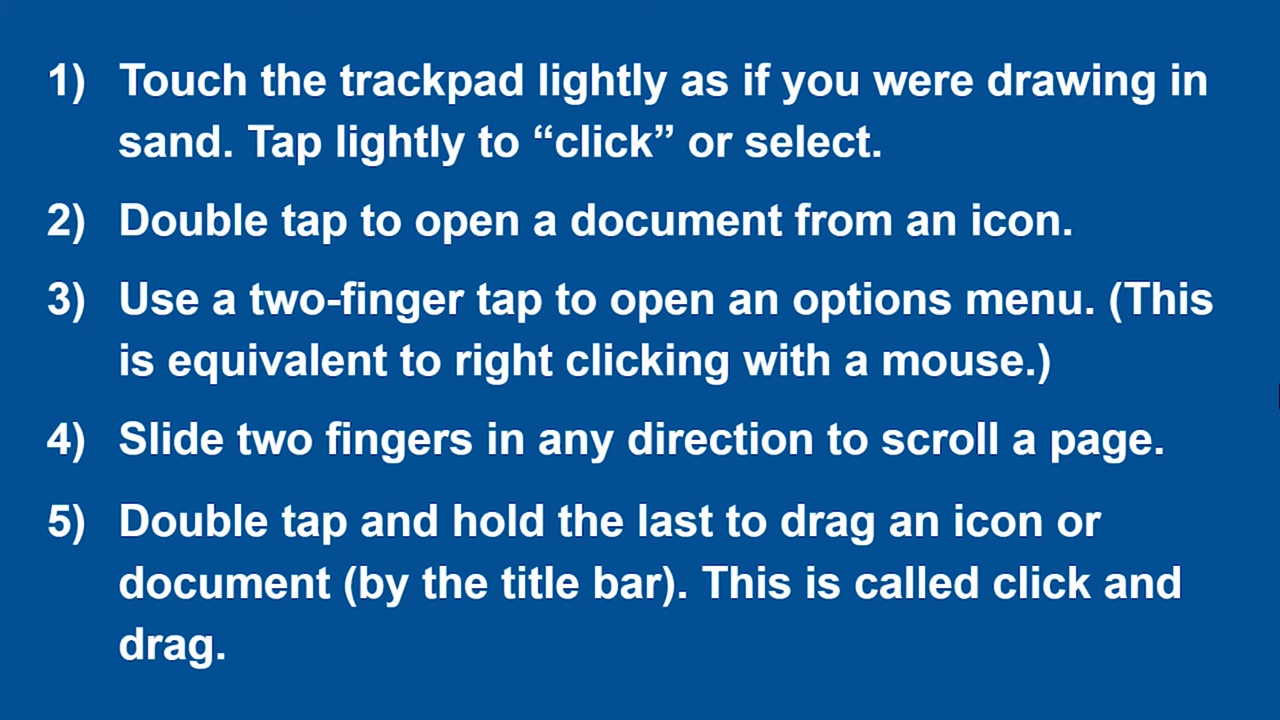 1) Touch the trackpad lightly as if you were drawing in
sand. Tap lightly to “click” or select.
2) Double tap to open a document from an icon.
3) Use a two-finger tap to open an options menu. (This
is equivalent to right clicking with a mouse.)
4) Slide two fingers in any direction to scroll a page.
5) Double tap and hold the last to drag an icon or
document (by the title bar). This is called click and
drag.